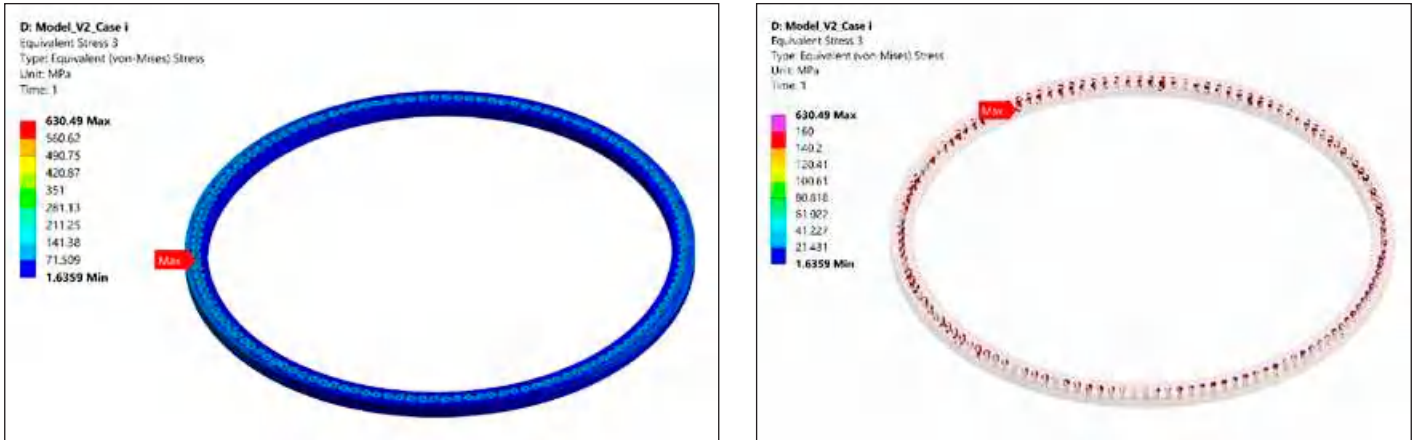 D: Model_V2_Case i
Equivalent Stress 3
Type: Equivalent (von-Mises) Stress
Unit: MPa
Time: 1
630.49 Max
560.62
490.75
420.87
351
281.13
211.25
141.38
71.509
1.6359 Min
Max
D: Model_V2_Case i
Equivalent Stress 3
Type: Equivalent (von-Mises) Stress
Unit: MPa
Time: 1
630.49 Max
160
140.2
120.41
100.61
80.818
61.022
41.227
21.431
1.6359 Min
Max